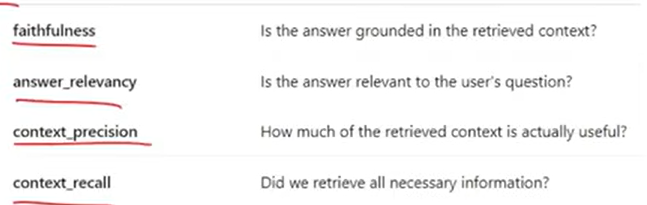 faithfulness Is the answer grounded in the retrieved context?
answer_relevancy Is the answer relevant to the user's question?
context_precision How much of the retrieved context is actually useful?
context_recall Did we retrieve all necessary information?